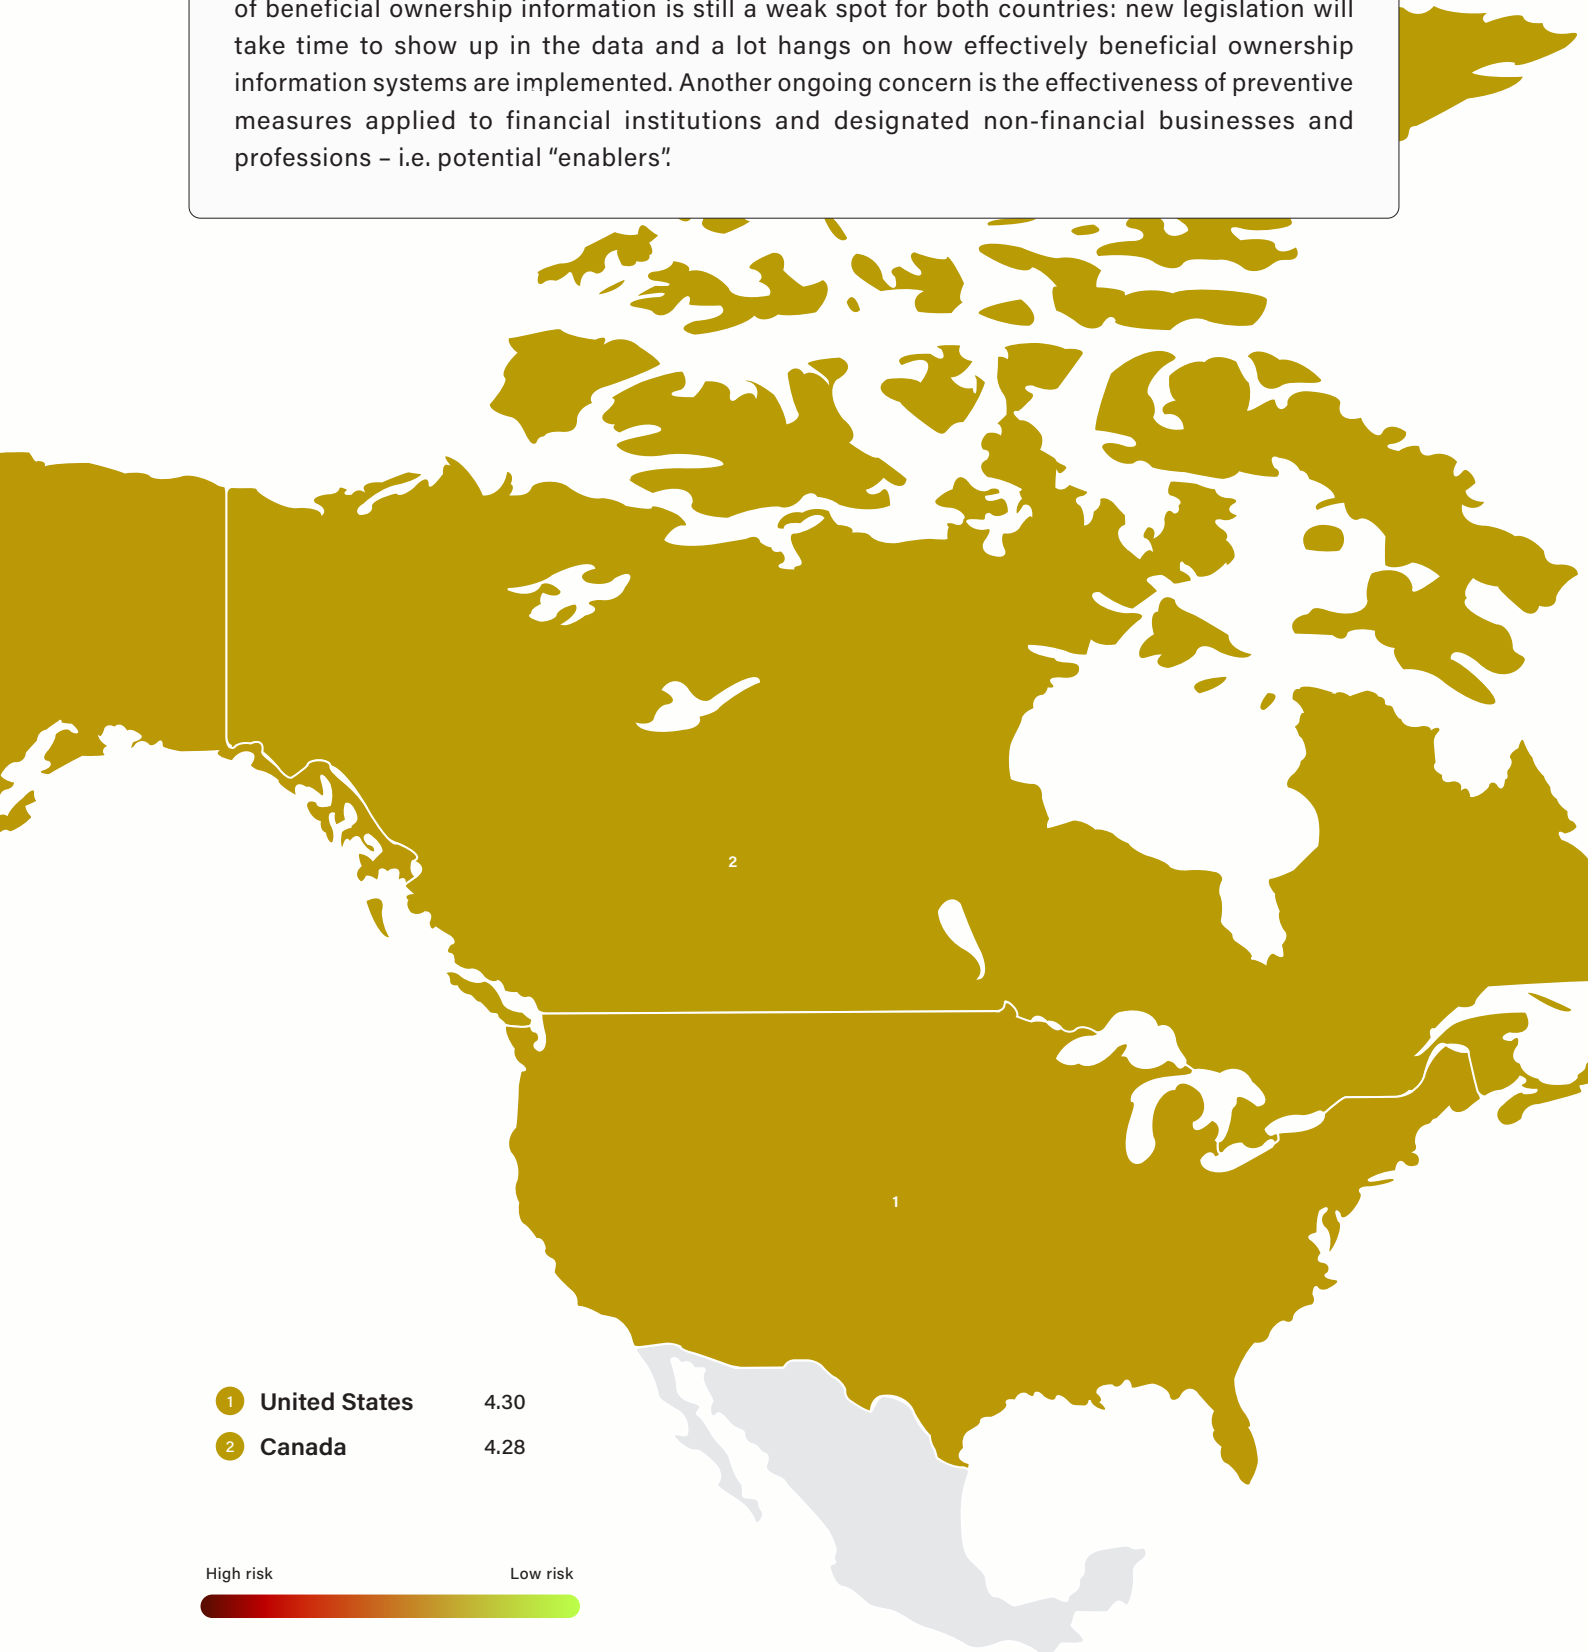 of beneficial ownership information is still a weak spot for both countries: new legislation will
take time to show up in the data and a lot hangs on how effectively beneficial ownership
information systems are implemented. Another ongoing concern is the effectiveness of preventive
measures applied to financial institutions and designated non-financial businesses and
professions – i.e. potential “enablers”.
2
1
1 United States 4.30
2 Canada 4.28
High risk Low risk